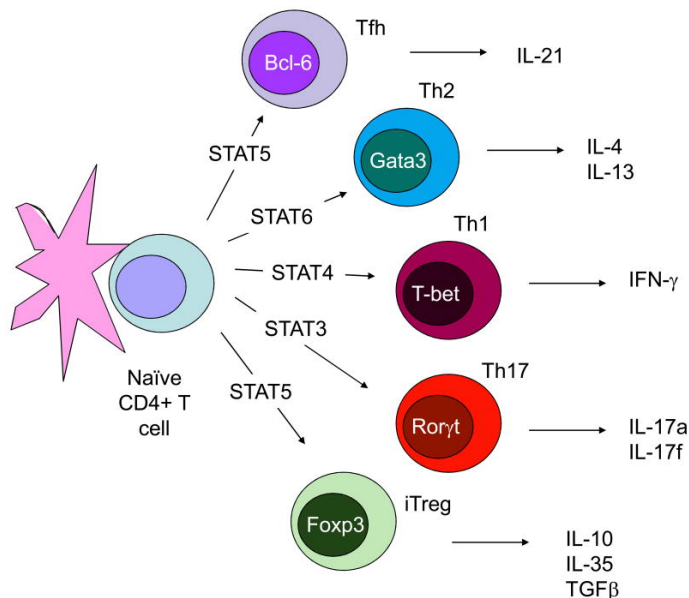 Tfh
Bcl-6
IL-21
STAT5
Th2
Gata3
IL-4
IL-13
STAT6
Th1
STAT4
T-bet
IFN-γ
STAT3
Naïve
CD4+ T
cell
STAT5
Th17
Rorγt
IL-17a
IL-17f
iTreg
Foxp3
IL-10
IL-35
TGFβ